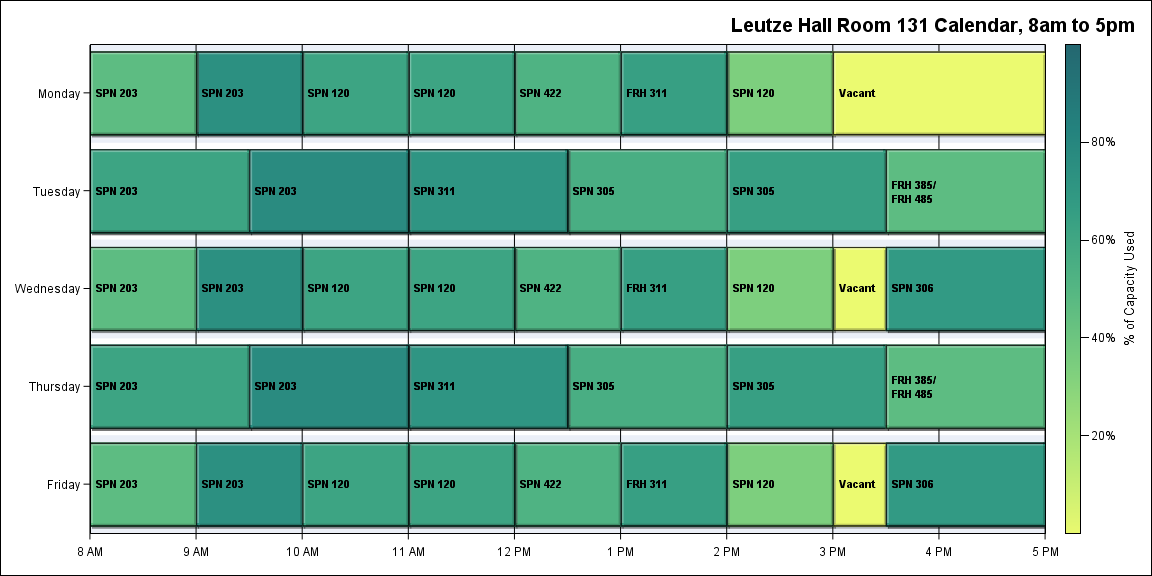 Leutze Hall Room 131 Calendar, 8am to 5pm
Monday
SPN 203
SPN 203
SPN 120
SPN 120
SPN 422
FRH 311
SPN 120
Vacant
Tuesday
SPN 203
SPN 203
SPN 311
SPN 305
SPN 305
FRH 385/
FRH 485
Wednesday
SPN 203
SPN 203
SPN 120
SPN 120
SPN 422
FRH 311
SPN 120
Vacant
SPN 306
Thursday
SPN 203
SPN 203
SPN 311
SPN 305
SPN 305
FRH 385/
FRH 485
Friday
SPN 203
SPN 203
SPN 120
SPN 120
SPN 422
FRH 311
SPN 120
Vacant
SPN 306
8 AM
9 AM
10 AM
11 AM
12 PM
1 PM
2 PM
3 PM
4 PM
5 PM
80%
60%
40%
20%
% of Capacity Used